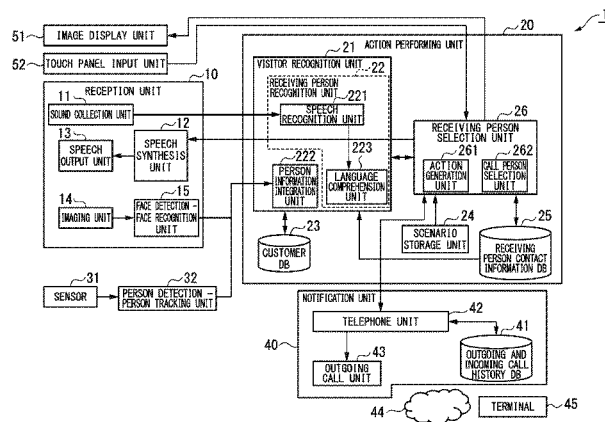 1
20
51
IMAGE DISPLAY UNIT
52
TOUCH PANEL INPUT UNIT
10
RECEPTION UNIT
11
SOUND COLLECTION UNIT
12
SPEECH
SYNTHESIS
UNIT
13
SPEECH
OUTPUT UNIT
14
IMAGING UNIT
15
FACE DETECTION -
FACE RECOGNITION
UNIT
31
SENSOR
32
PERSON DETECTION -
PERSON TRACKING UNIT
ACTION PERFORMING UNIT
21
VISITOR RECOGNITION UNIT
22
RECEIVING PERSON
RECOGNITION UNIT
221
SPEECH
RECOGNITION UNIT
222
PERSON
INFORMATION
INTEGRATION
UNIT
223
LANGUAGE
COMPREHENSION
UNIT
23
CUSTOMER
DB
26
RECEIVING PERSON
SELECTION UNIT
261
ACTION
GENERATION
UNIT
262
CALL PERSON
SELECTION
UNIT
24
SCENARIO
STORAGE UNIT
25
RECEIVING
PERSON CONTACT
INFORMATION DB
NOTIFICATION UNIT
40
42
TELEPHONE UNIT
41
OUTGOING AND
INCOMING CALL
HISTORY DB
43
OUTGOING
CALL UNIT
44
TERMINAL
45